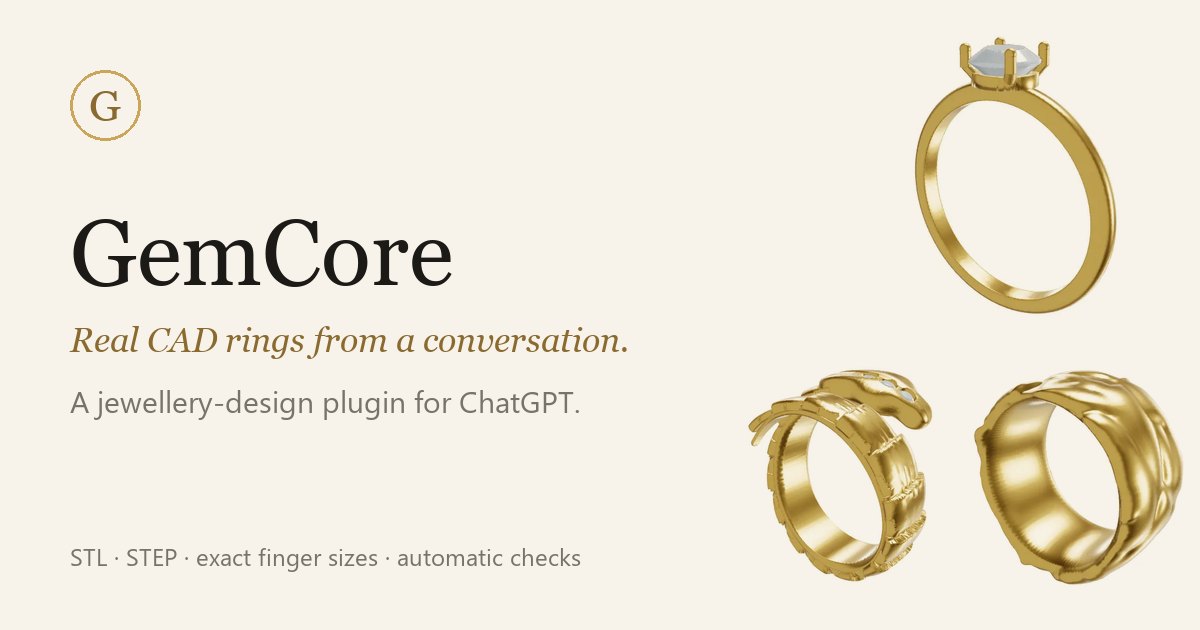 G
GemCore
Real CAD rings from a conversation.
A jewellery-design plugin for ChatGPT.
STL · STEP · exact finger sizes · automatic checks